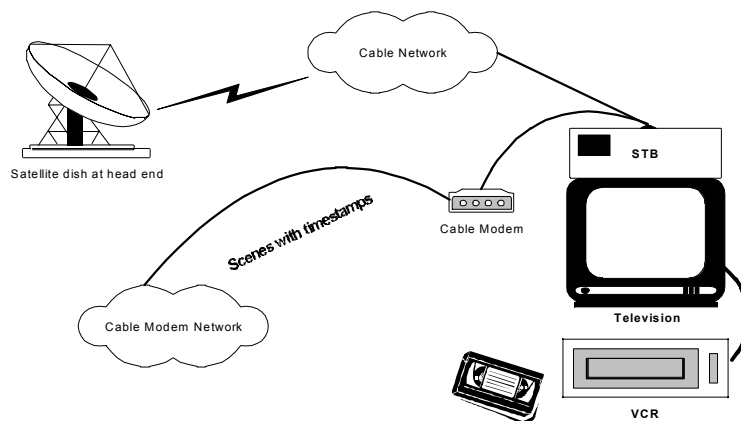 Cable Network
STB
Satellite dish at head end
Cable Modem
Scenes with timestamps
Television
Cable Modem Network
VCR